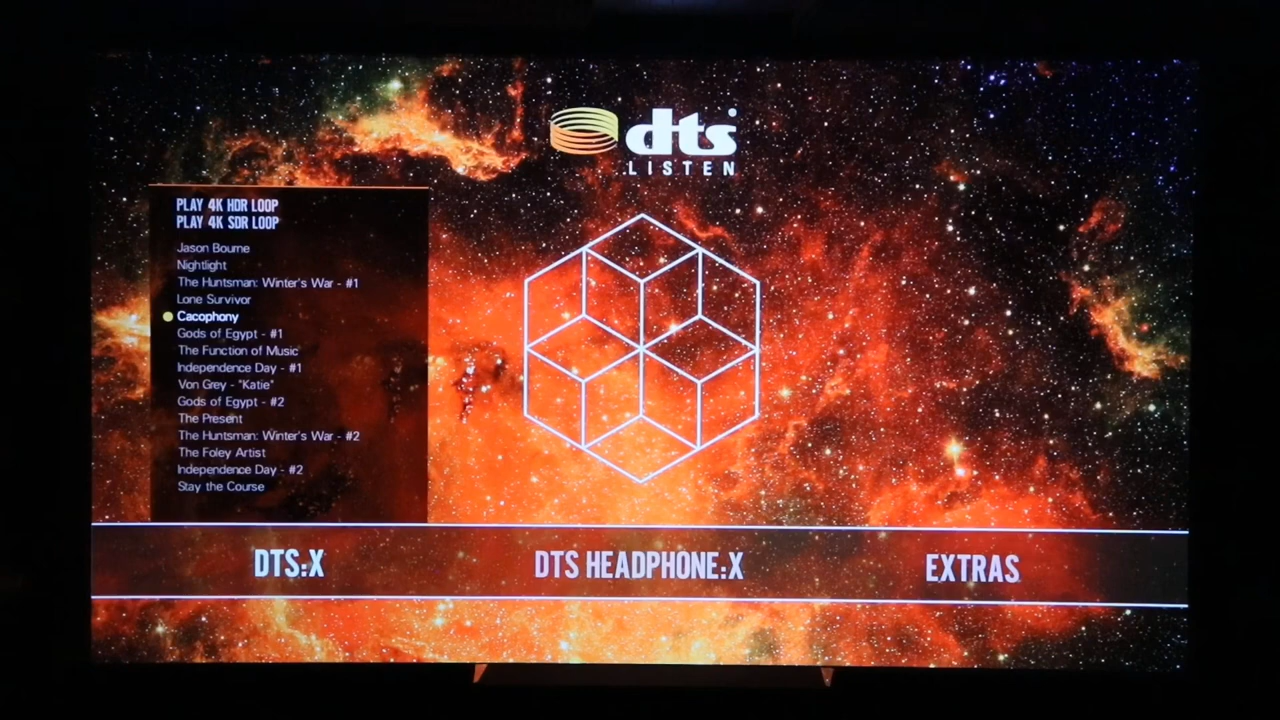 dts
LISTEN
PLAY 4K HDR LOOP
PLAY 4K SDR LOOP
Jason Bourne
Nightlight
The Huntsman: Winter's War - #1
Lone Survivor
Cacophony
Gods of Egypt - #1
The Function of Music
Independence Day - #1
Von Grey - "Katie"
Gods of Egypt - #2
The Present
The Huntsman: Winter's War - #2
The Foley Artist
Independence Day - #2
Stay the Course
DTS:X
DTS HEADPHONE:X
EXTRAS